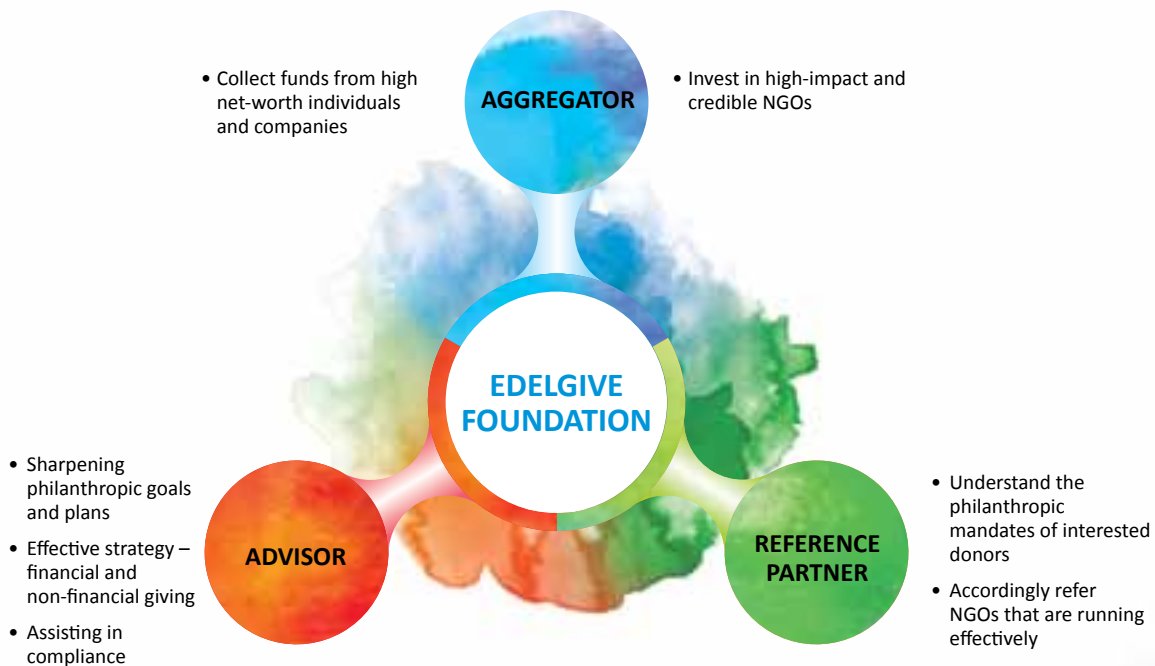 • Collect funds from high
net-worth individuals
and companies
AGGREGATOR
• Invest in high-impact and
credible NGOs
EDELGIVE
FOUNDATION
• Sharpening
philanthropic goals
and plans
• Effective strategy –
financial and
non-financial giving
• Assisting in
compliance
ADVISOR
REFERENCE
PARTNER
• Understand the
philanthropic
mandates of interested
donors
• Accordingly refer
NGOs that are running
effectively